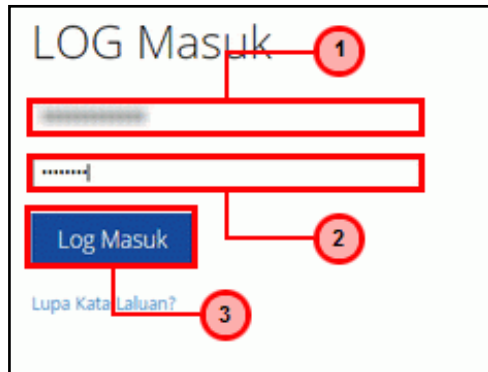 LOG Masuk
1
••••••••
Log Masuk
2
Lupa Kata Laluan?
3